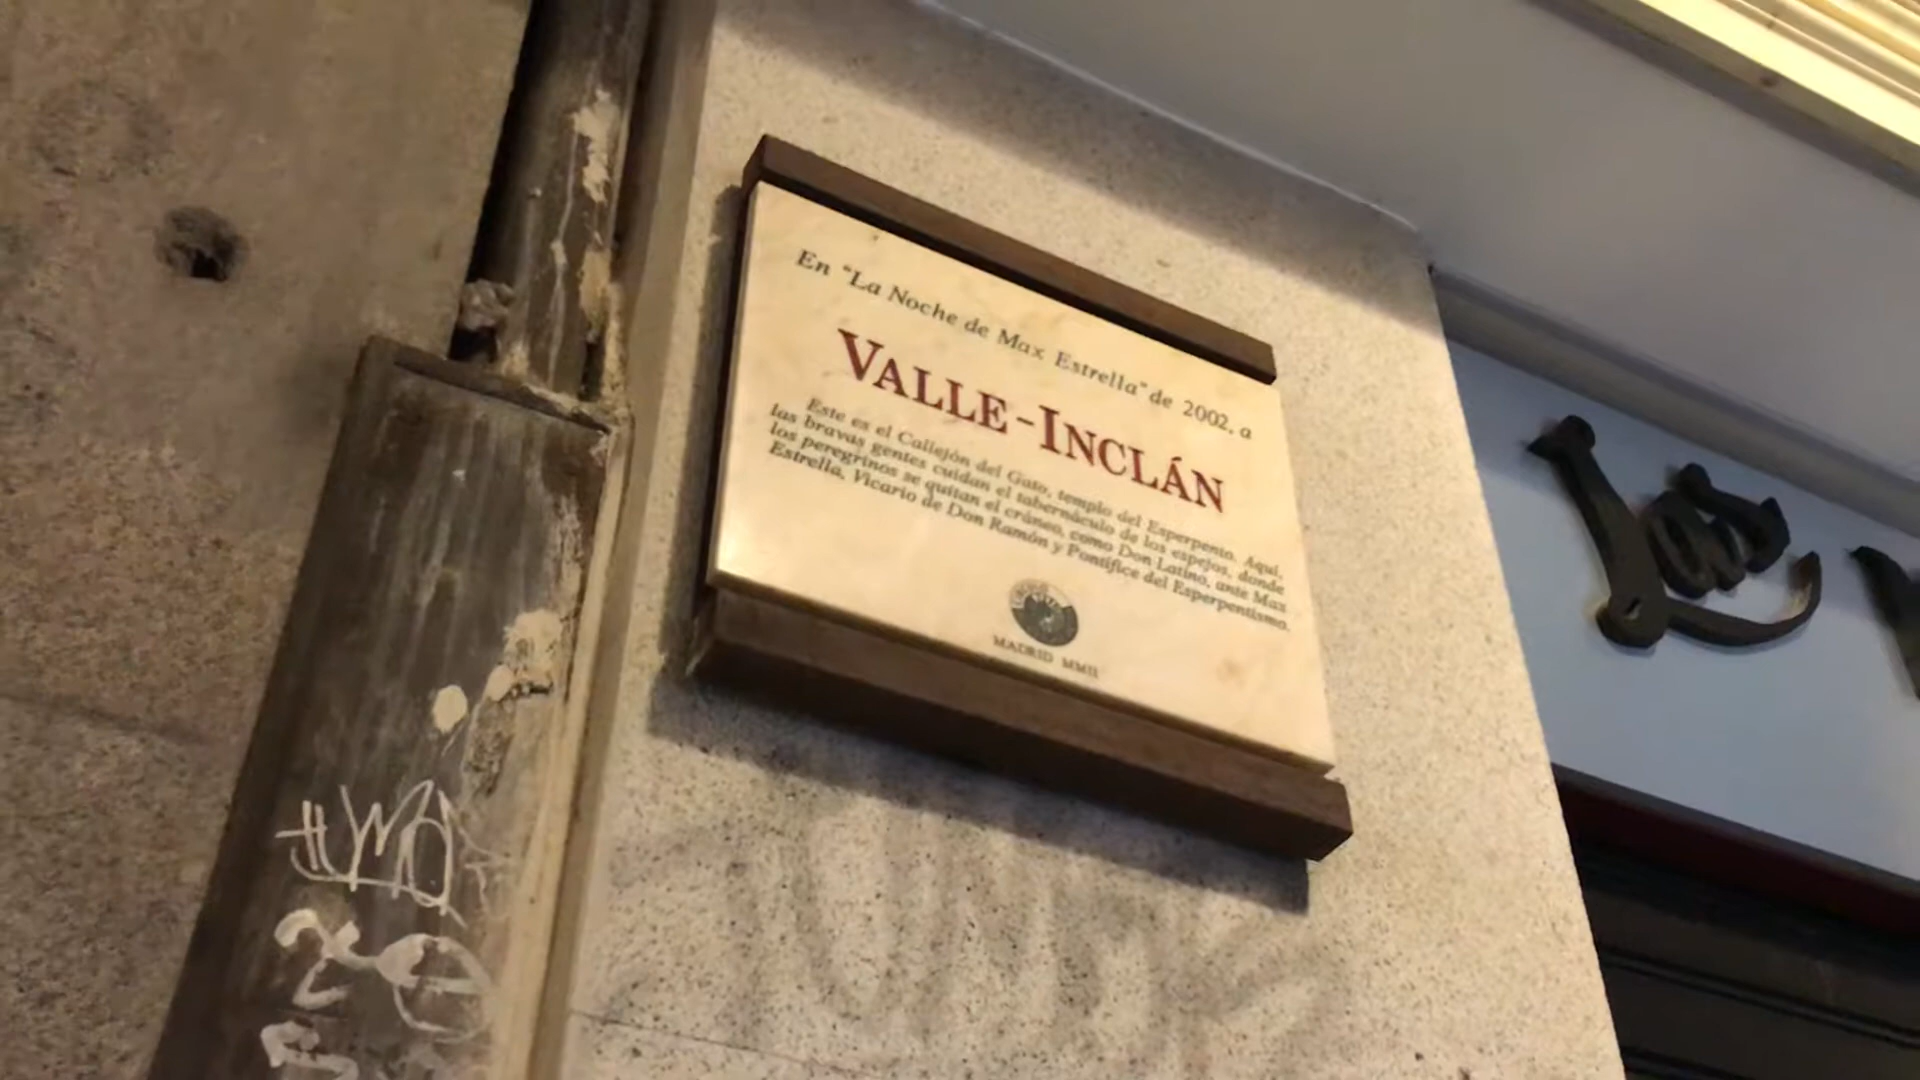 En "La Noche de Max Estrella" de 2002, a
VALLE-INCLÁN
Este es el Callejón del Gato, templo del Esperpento. Aquí,
las bravas gentes cuidan el tabernáculo de los espejos, donde
los peregrinos se quitan el cráneo, como Don Latino, ante Max
Estrella, Vicario de Don Ramón y Pontífice del Esperpentismo.
MADRID MMII